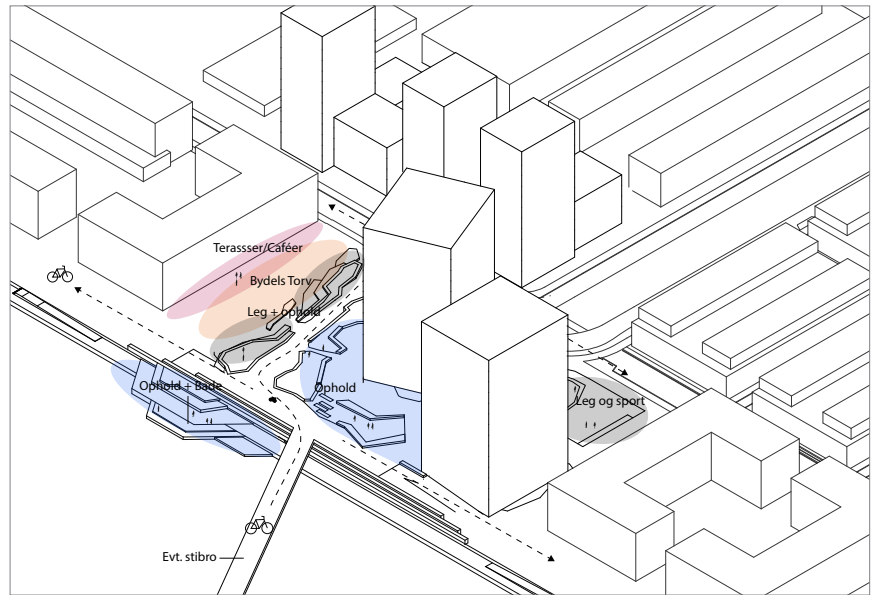 Terassser/Caféer
Bydels Torv
Leg + ophold
Ophold + Bade
Ophold
Leg og sport
Evt. stibro